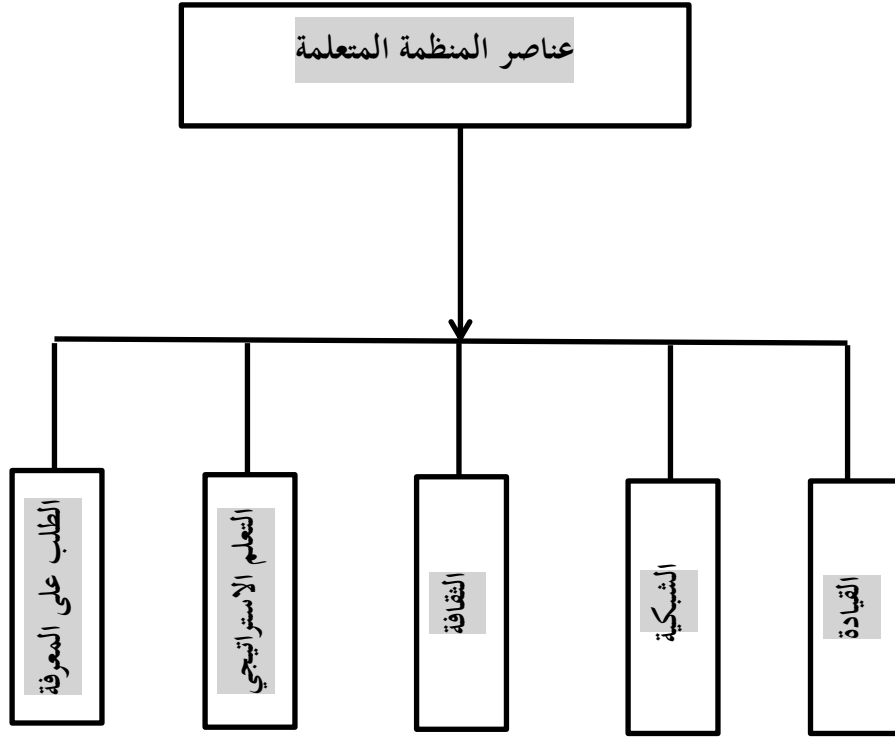 عناصر المنظمة المتعلمة
القيادة
الشبكية
الثقافة
التعلم الاستراتيجي
الطلب على المعرفة